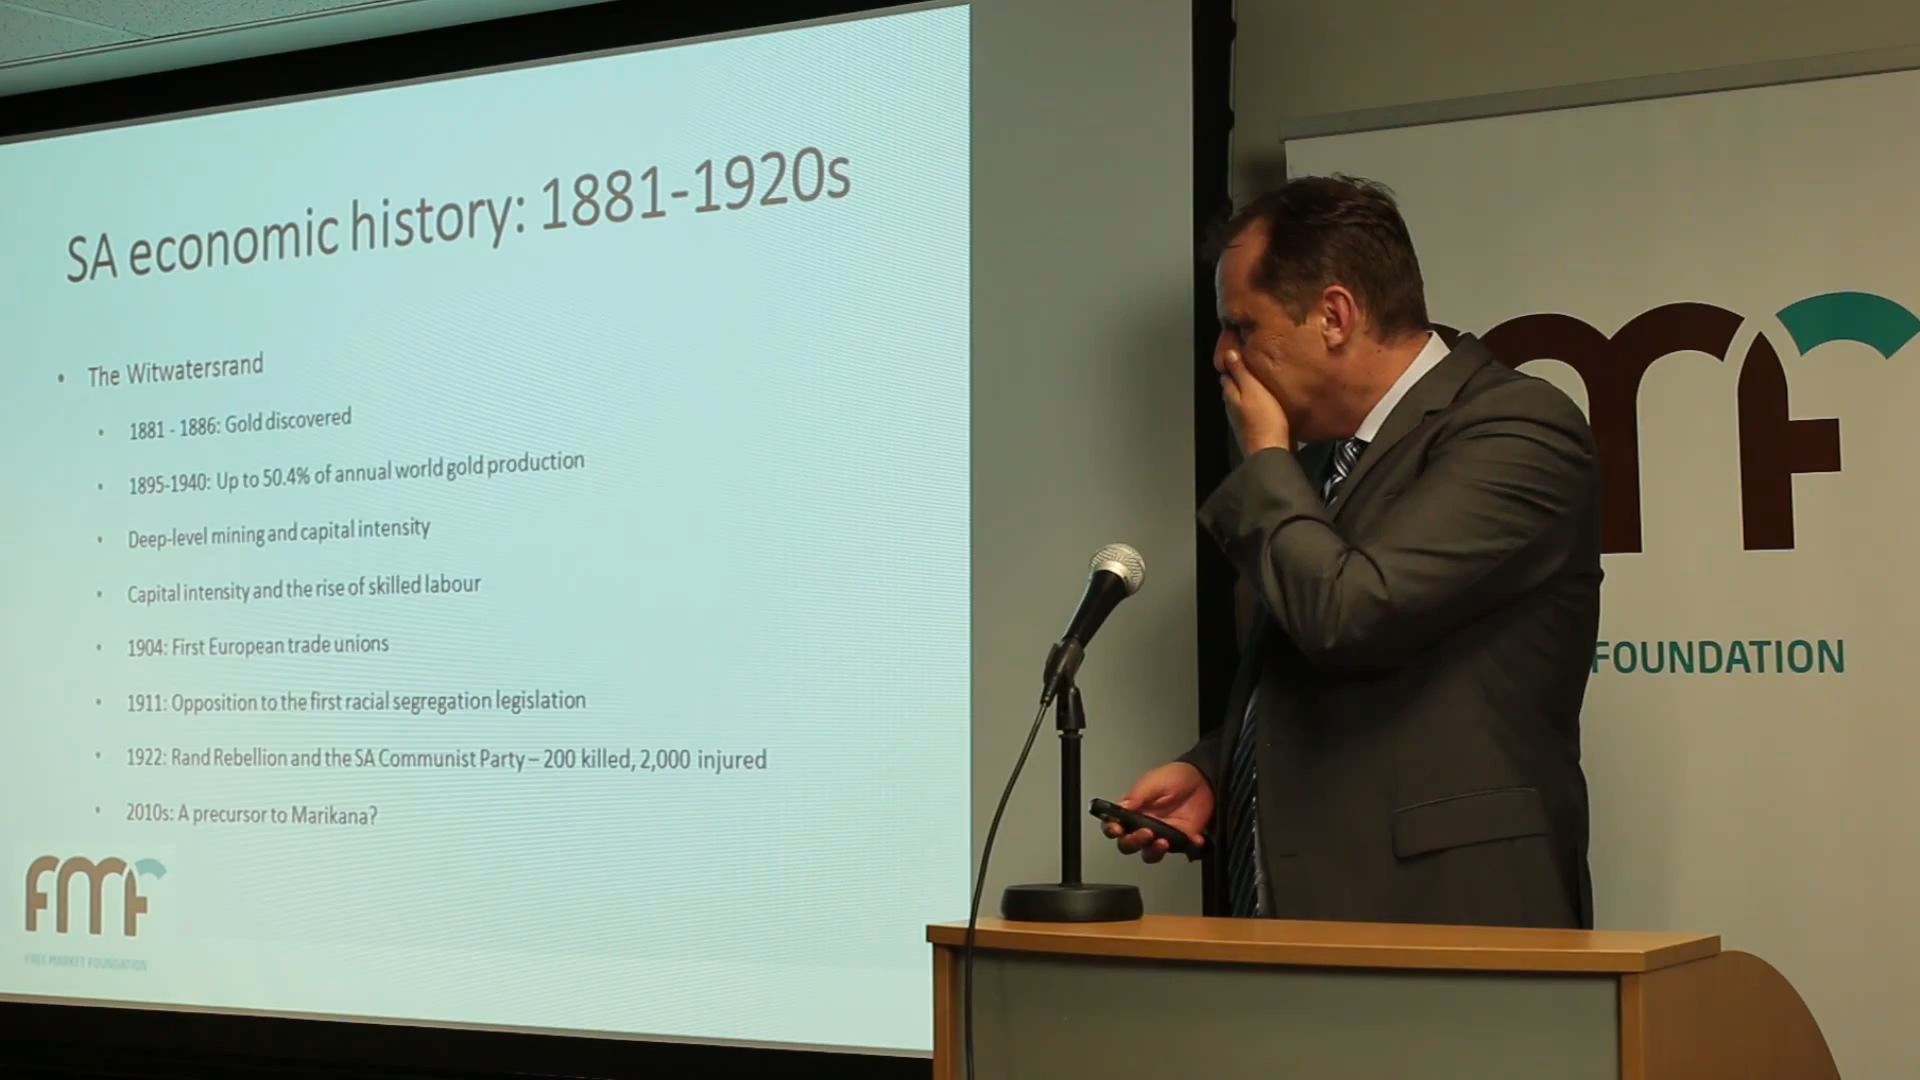 SA economic history: 1881-1920s
• The Witwatersrand
• 1881 - 1886: Gold discovered
• 1895-1940: Up to 50.4% of annual world gold production
• Deep-level mining and capital intensity
• Capital intensity and the rise of skilled labour
• 1904: First European trade unions
• 1911: Opposition to the first racial segregation legislation
• 1922: Rand Rebellion and the SA Communist Party – 200 killed, 2,000 injured
• 2010s: A precursor to Marikana?
FMF
FREE MARKET FOUNDATION
MF
FOUNDATION